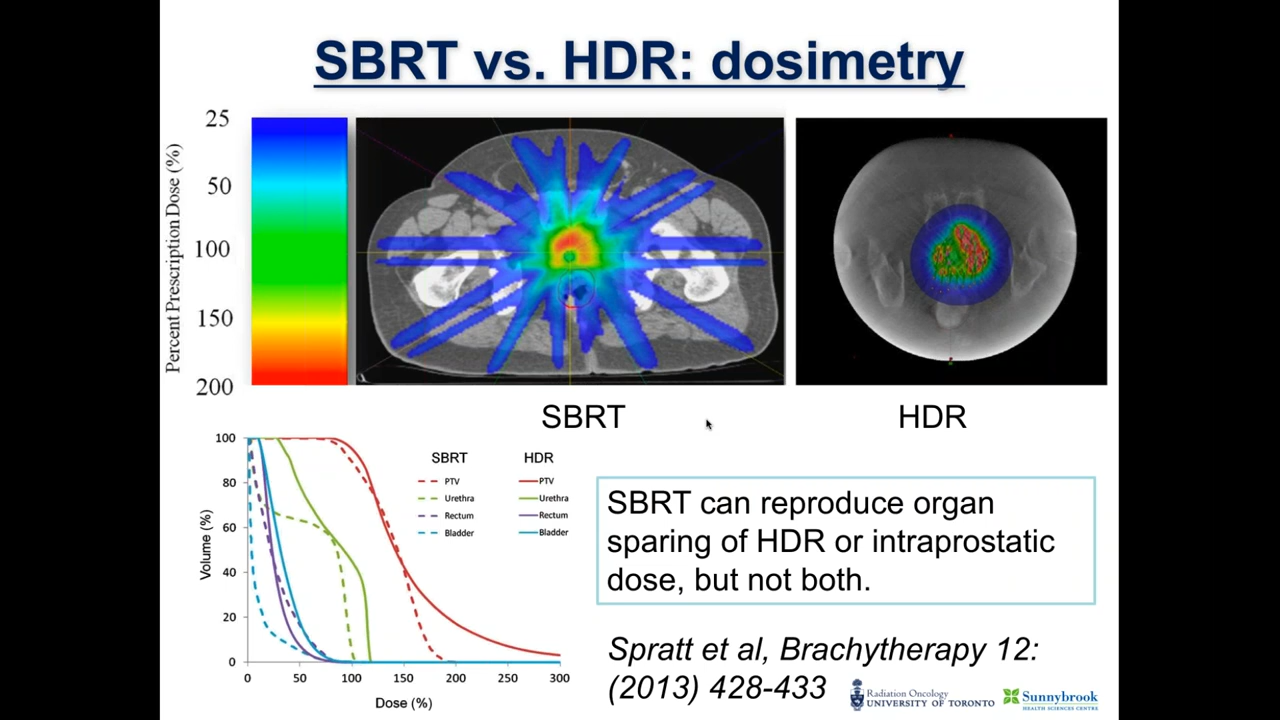 SBRT vs. HDR: dosimetry
Percent Prescription Dose (%)
25
50
100
150
200
SBRT
HDR
Volume (%)
100
80
60
40
20
0
0 50 100 150 200 250 300
Dose (%)
SBRT HDR
PTV PTV
Urethra Urethra
Rectum Rectum
Bladder Bladder
SBRT can reproduce organ
sparing of HDR or intraprostatic
dose, but not both.
Spratt et al, Brachytherapy 12:
(2013) 428-433
Radiation Oncology
UNIVERSITY OF TORONTO
Sunnybrook
HEALTH SCIENCES CENTRE